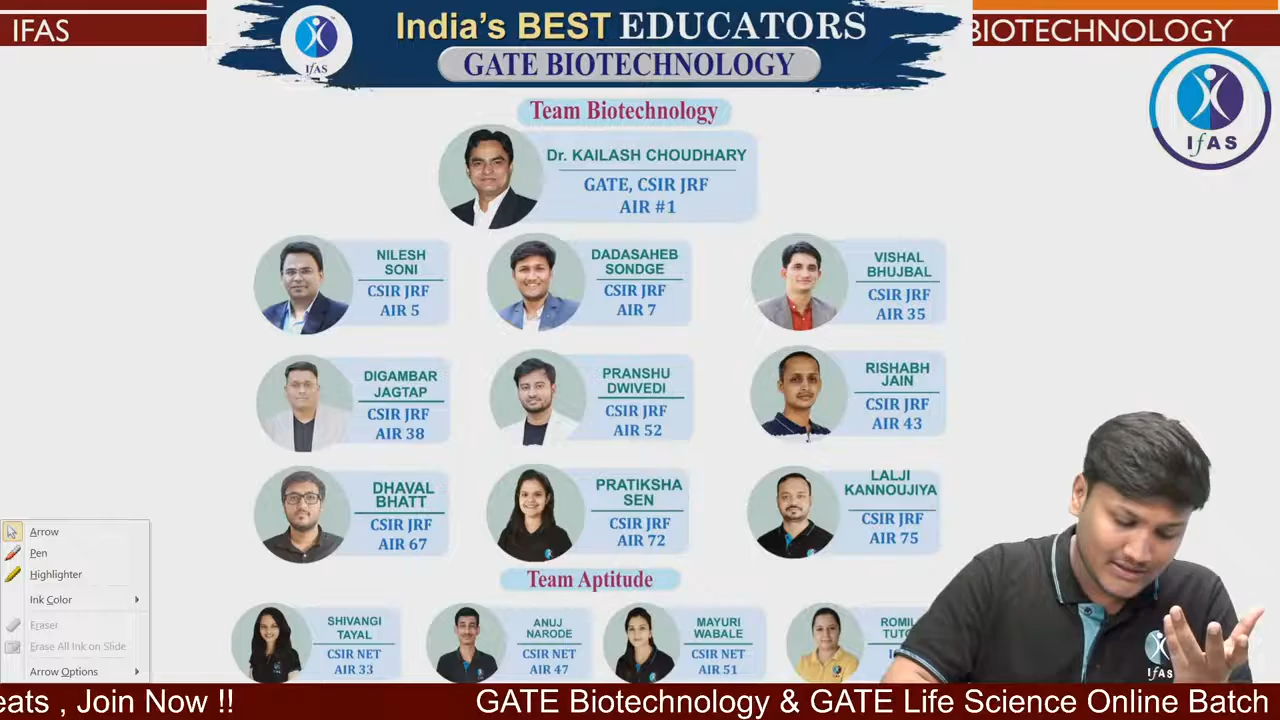 IFAS
India's BEST EDUCATORS
BIOTECHNOLOGY
IfAS
GATE BIOTECHNOLOGY
IfAS
Team Biotechnology
Dr. KAILASH CHOUDHARY
GATE, CSIR JRF
AIR #1
NILESH
SONI
CSIR JRF
AIR 5
DADASAHEB
SONDGE
CSIR JRF
AIR 7
VISHAL
BHUJBAL
CSIR JRF
AIR 35
DIGAMBAR
JAGTAP
CSIR JRF
AIR 38
PRANSHU
DWIVEDI
CSIR JRF
AIR 52
RISHABH
JAIN
CSIR JRF
AIR 43
DHAVAL
BHATT
CSIR JRF
AIR 67
PRATIKSHA
SEN
CSIR JRF
AIR 72
LALJI
KANNOUJIYA
CSIR JRF
AIR 75
Arrow
Pen
Highlighter
Ink Color
Eraser
Erase All Ink on Slide
Arrow Options
Team Aptitude
SHIVANGI
TAYAL
CSIR NET
AIR 33
ANUJ
NARODE
CSIR NET
AIR 47
MAYURI
WABALE
CSIR NET
AIR 51
ROMIL
TUTE
IfAS
eats , Join Now !!
GATE Biotechnology & GATE Life Science Online Batch